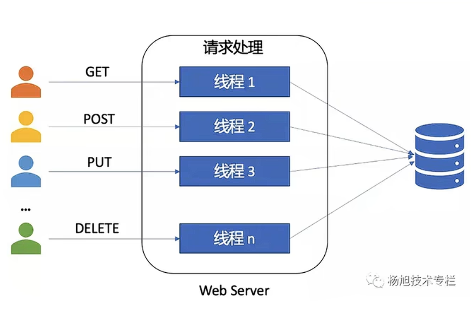 请求处理
GET
线程 1
POST
线程 2
PUT
线程 3
...
DELETE
线程 n
Web Server
杨旭技术专栏